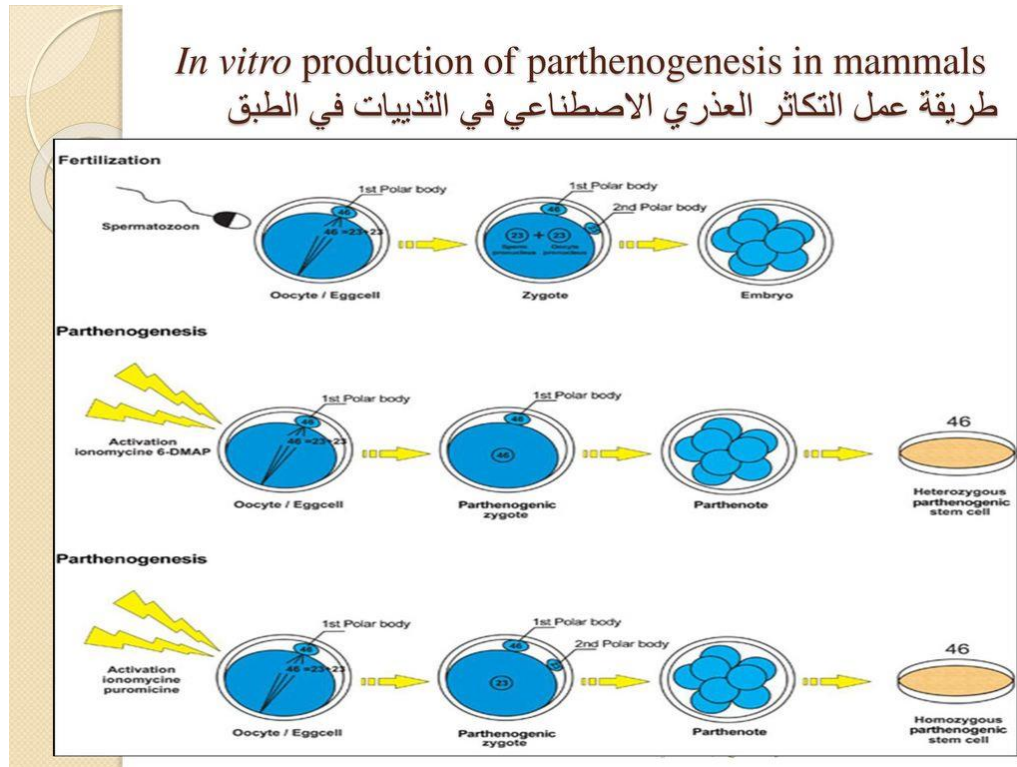 In vitro production of parthenogenesis in mammals
طريقة عمل التكاثر العذري الاصطناعي في الثدييات في الطبق
Fertilization
Spermatozoon
1st Polar body
46
46 =23+23
Oocyte / Eggcell
1st Polar body
2nd Polar body
46
23 + 23
Sperm pronucleus
Oocyte pronucleus
Zygote
Embryo
Parthenogenesis
Activation
ionomycine 6-DMAP
1st Polar body
46
46 =23+23
Oocyte / Eggcell
1st Polar body
46
Parthenogenic
zygote
Parthenote
46
Heterozygous
parthenogenic
stem cell
Parthenogenesis
Activation
ionomycine
puromicine
1st Polar body
46
46 =23+23
Oocyte / Eggcell
1st Polar body
2nd Polar body
46
23
Parthenogenic
zygote
Parthenote
46
Homozygous
parthenogenic
stem cell